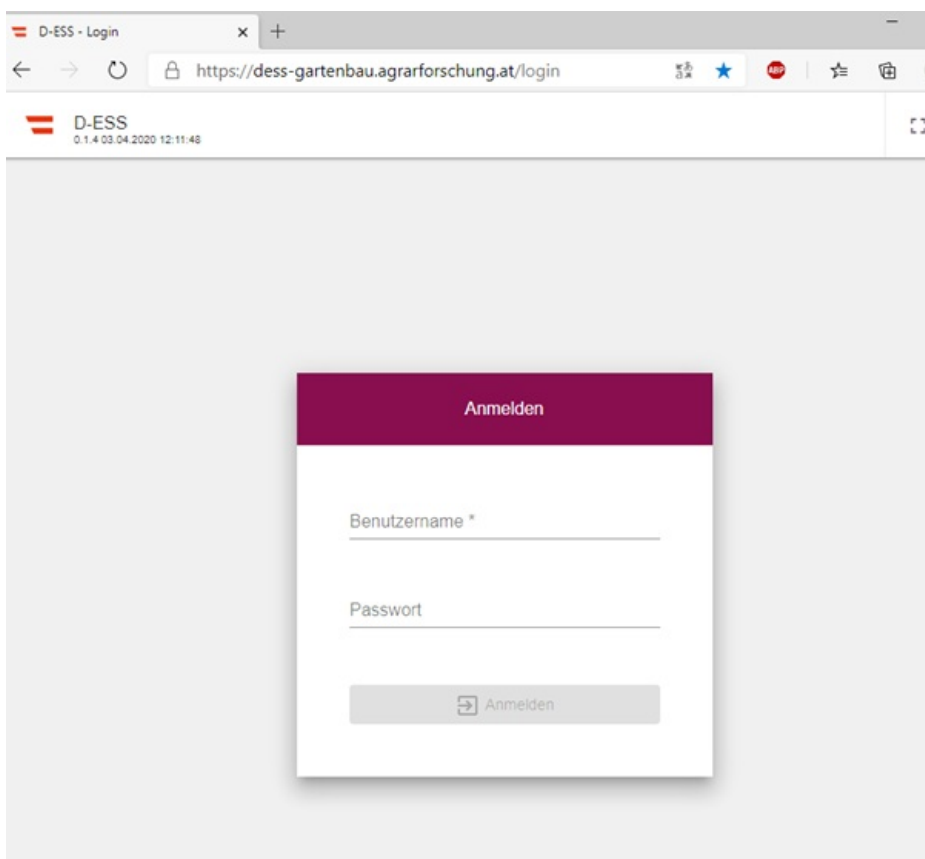 D-ESS - Login
https://dess-gartenbau.agrarforschung.at/login
ABP
D-ESS
0.1.4 03.04.2020 12:11:48
Anmelden
Benutzername *
Passwort
Anmelden